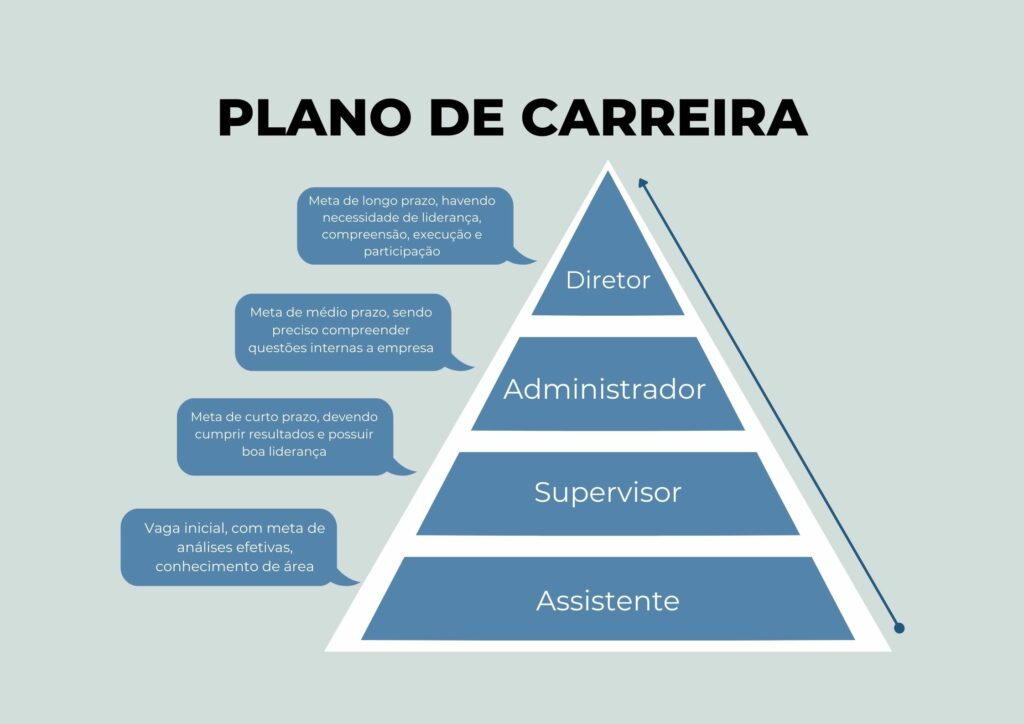 PLANO DE CARREIRA
Meta de longo prazo, havendo
necessidade de liderança,
compreensão, execução e
participação
Diretor
Meta de médio prazo, sendo
preciso compreender
questões internas a empresa
Administrador
Meta de curto prazo, devendo
cumprir resultados e possuir
boa liderança
Supervisor
Vaga inicial, com meta de
análises efetivas,
conhecimento de área
Assistente